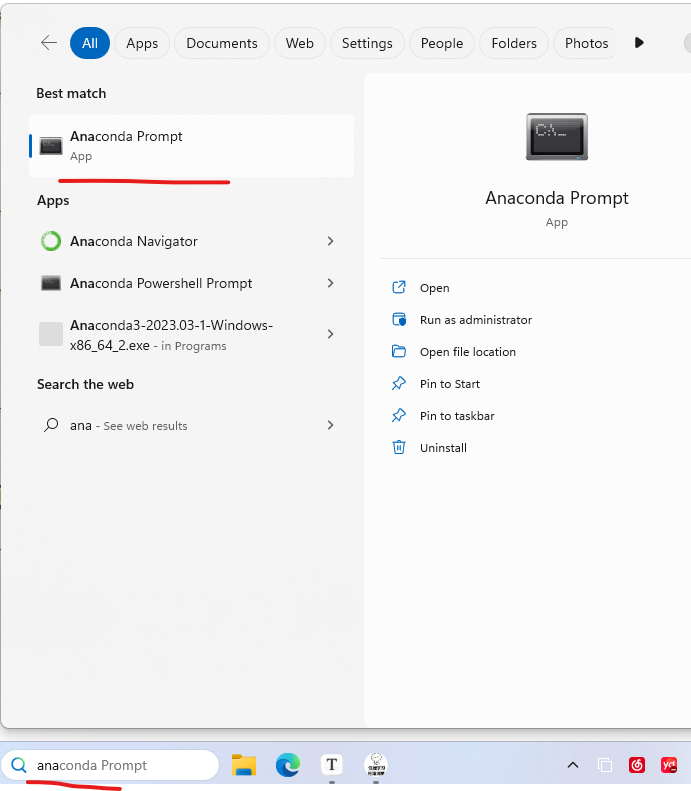 All Apps Documents Web Settings People Folders Photos
Best match
Anaconda Prompt
App
Apps
Anaconda Navigator
Anaconda Powershell Prompt
Anaconda3-2023.03-1-Windows-
x86_64_2.exe - in Programs
Search the web
ana - See web results
C:\_
Anaconda Prompt
App
Open
Run as administrator
Open file location
Pin to Start
Pin to taskbar
Uninstall
anaconda Prompt
T
yd